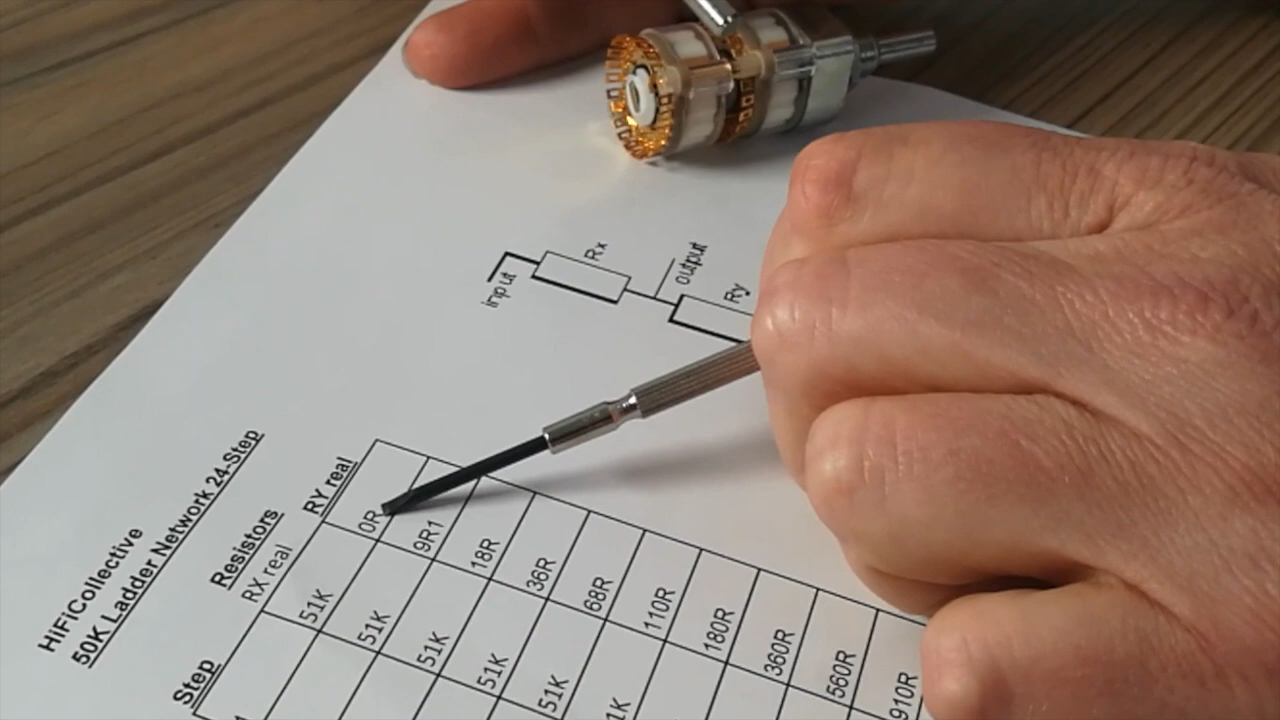 input
Rx
output
Ry
HiFiCollective
50K Ladder Network 24-Step
Resistors
Step RX real RY real
51K 0R
51K 9R1
51K 18R
51K 36R
51K 68R
110R
180R
360R
560R
910R